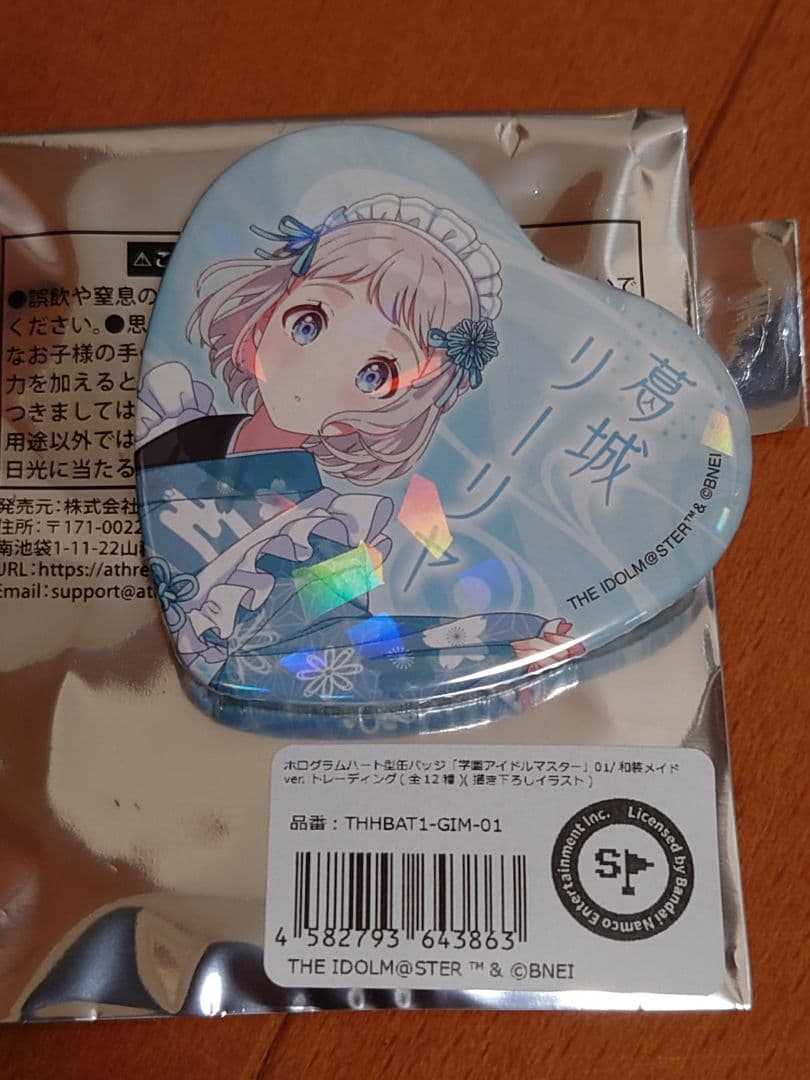 ⚠こ
●誤飲や窒息の
ください。●思
なお子様の手
力を加えると
つきましては
用途以外では
日光に当たる
発売元：株式会社
住所：〒171-0022
南池袋1-11-22山
URL：https://athre
Email：support@ath
葛城
リーリヤ
THE IDOLM@STER™& ©BNEI
ホログラムハート型缶バッジ「学園アイドルマスター」01/ 和装メイド
ver. トレーディング(全12種)(描き下ろしイラスト)
品番：THHBAT1-GIM-01
4 582793 643863
THE IDOLM@STER ™ & ©BNEI
Licensed by Bandai Namco Entertainment Inc.